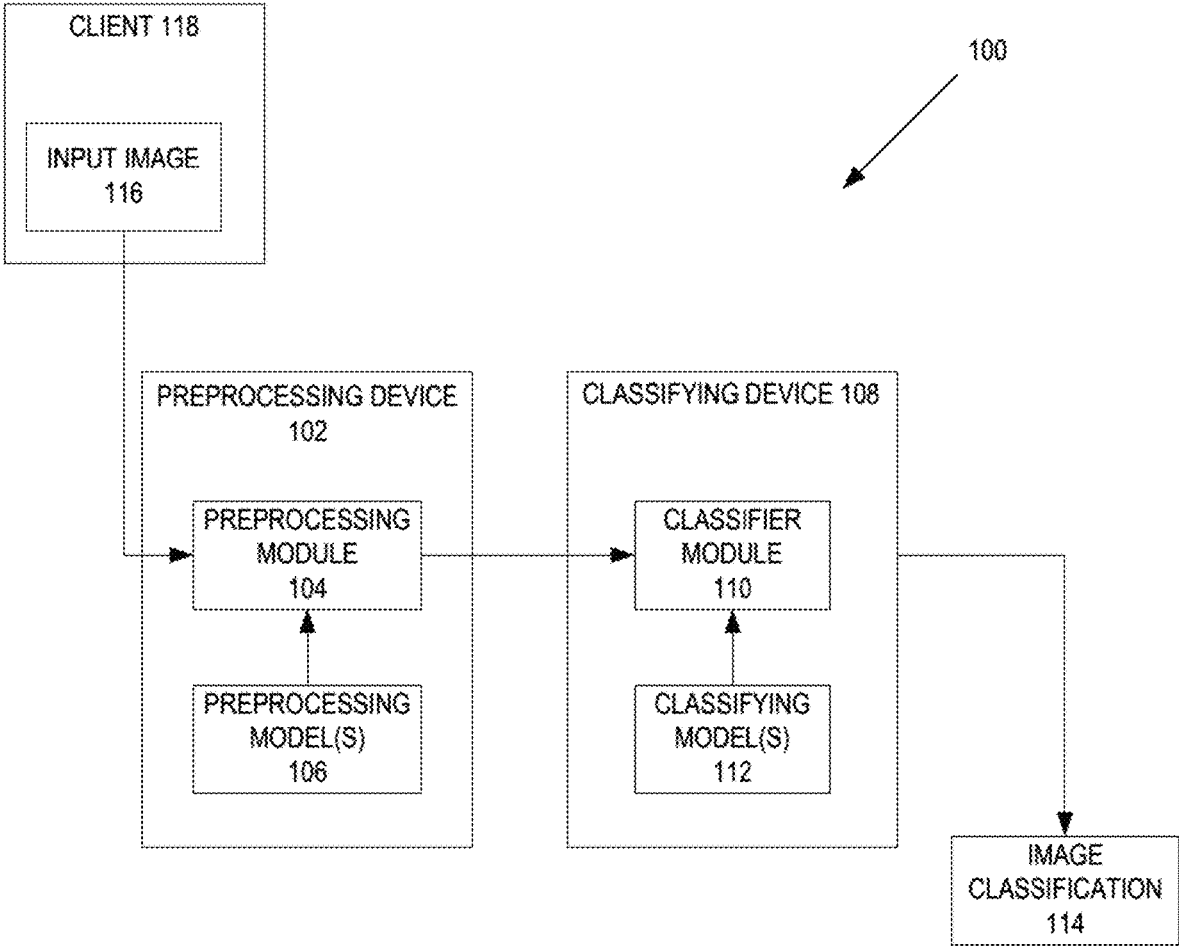 CLIENT 118
100
INPUT IMAGE
116
PREPROCESSING DEVICE
102
PREPROCESSING
MODULE
104
PREPROCESSING
MODEL(S)
106
CLASSIFYING DEVICE 108
CLASSIFIER
MODULE
110
CLASSIFYING
MODEL(S)
112
IMAGE
CLASSIFICATION
114